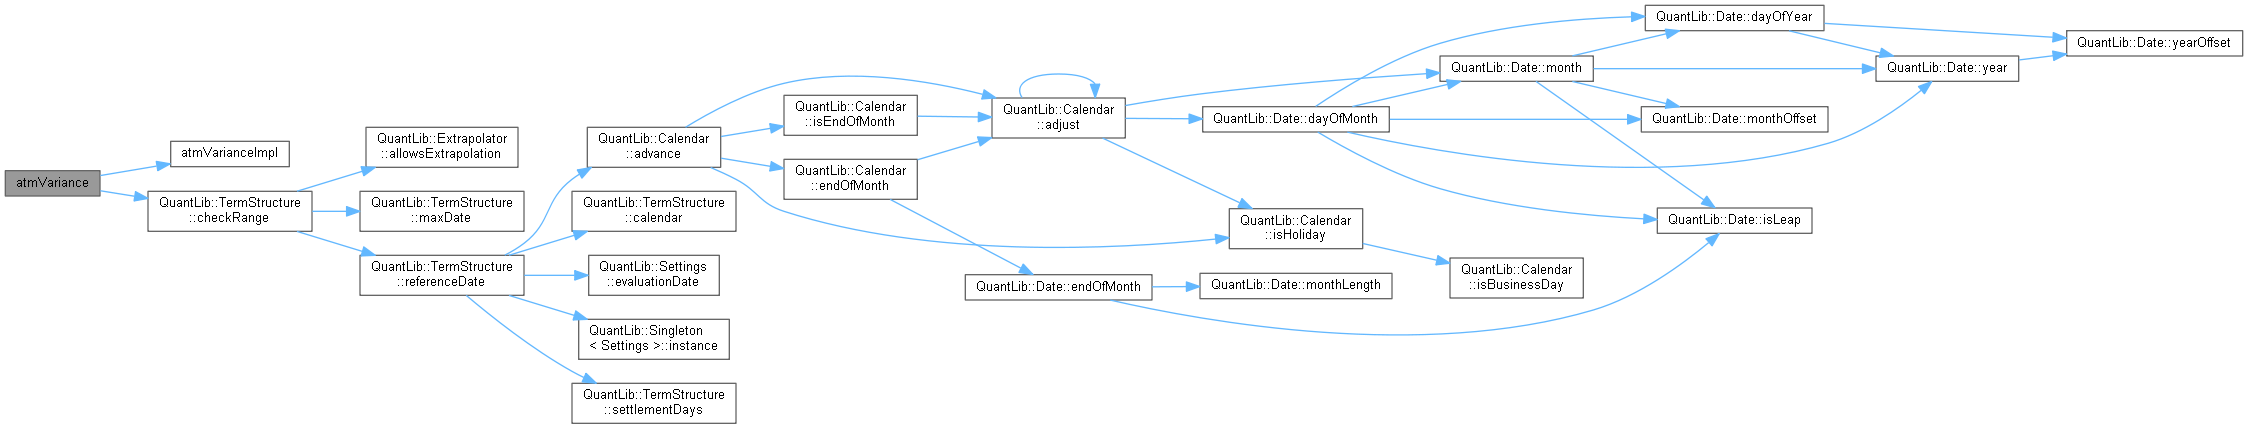 atmVariance
atmVarianceImpl
QuantLib::TermStructure
::checkRange
QuantLib::Extrapolator
::allowsExtrapolation
QuantLib::TermStructure
::maxDate
QuantLib::TermStructure
::referenceDate
QuantLib::Calendar
::advance
QuantLib::TermStructure
::calendar
QuantLib::Settings
::evaluationDate
QuantLib::Singleton
< Settings >::instance
QuantLib::TermStructure
::settlementDays
QuantLib::Calendar
::isEndOfMonth
QuantLib::Calendar
::endOfMonth
QuantLib::Calendar
::adjust
QuantLib::Date::endOfMonth
QuantLib::Date::dayOfMonth
QuantLib::Calendar
::isHoliday
QuantLib::Date::monthLength
QuantLib::Date::month
QuantLib::Calendar
::isBusinessDay
QuantLib::Date::dayOfYear
QuantLib::Date::monthOffset
QuantLib::Date::isLeap
QuantLib::Date::year
QuantLib::Date::yearOffset